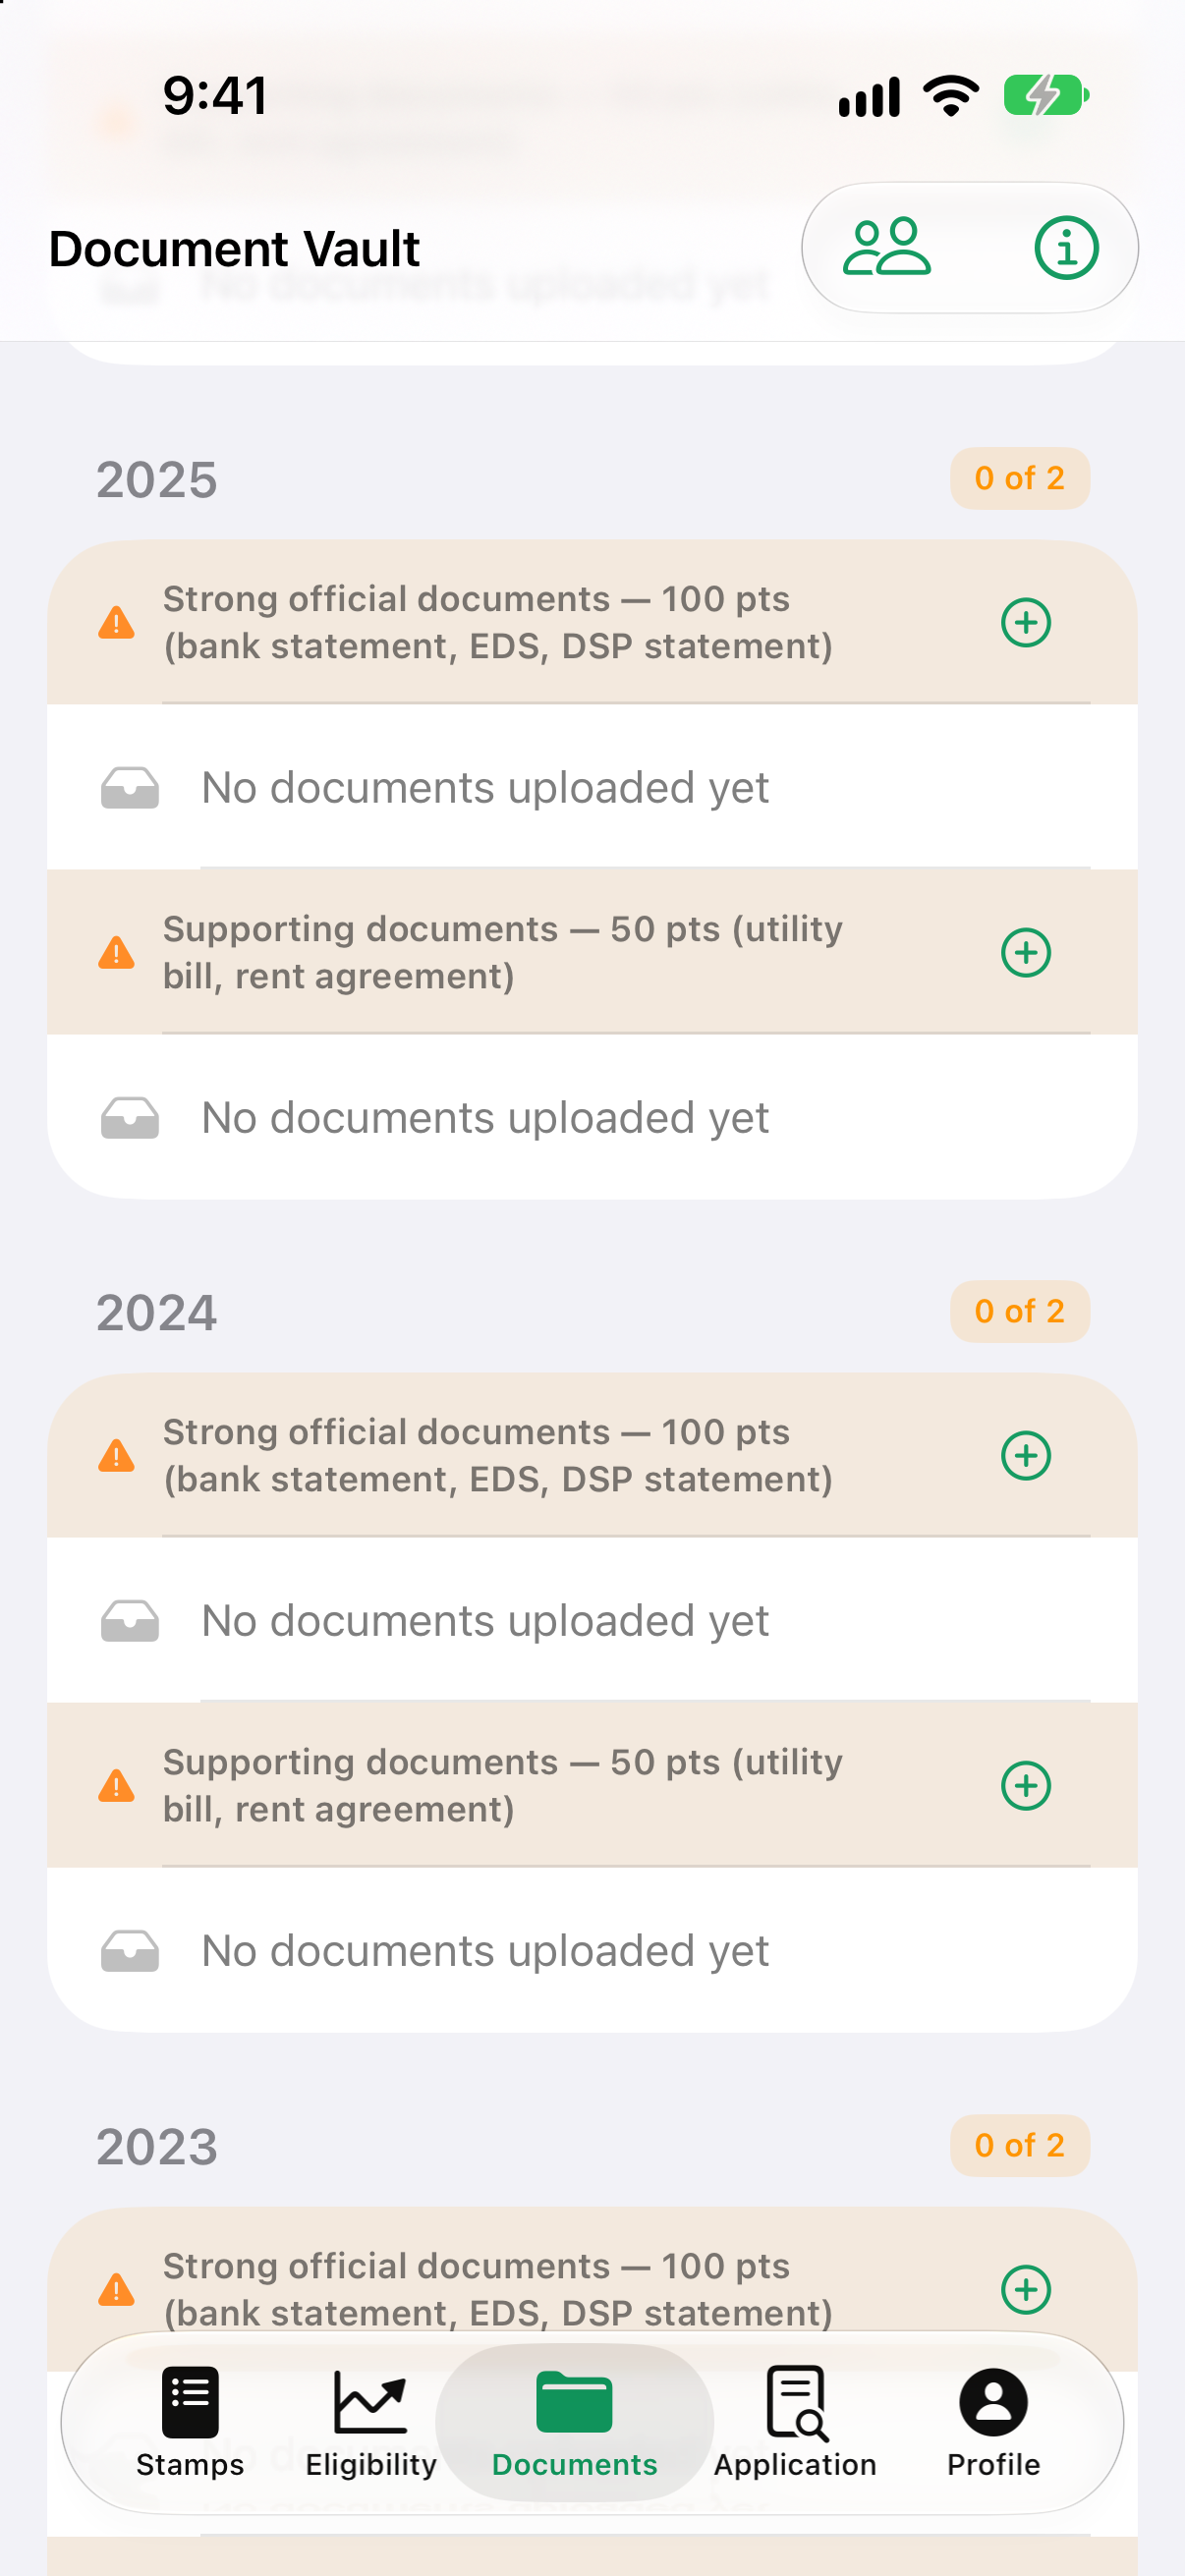 9:41
Document Vault
No documents uploaded yet
2025
0 of 2
Strong official documents — 100 pts
(bank statement, EDS, DSP statement)
No documents uploaded yet
Supporting documents — 50 pts (utility
bill, rent agreement)
No documents uploaded yet
2024
0 of 2
Strong official documents — 100 pts
(bank statement, EDS, DSP statement)
No documents uploaded yet
Supporting documents — 50 pts (utility
bill, rent agreement)
No documents uploaded yet
2023
0 of 2
Strong official documents — 100 pts
(bank statement, EDS, DSP statement)
Stamps
Eligibility
Documents
Application
Profile